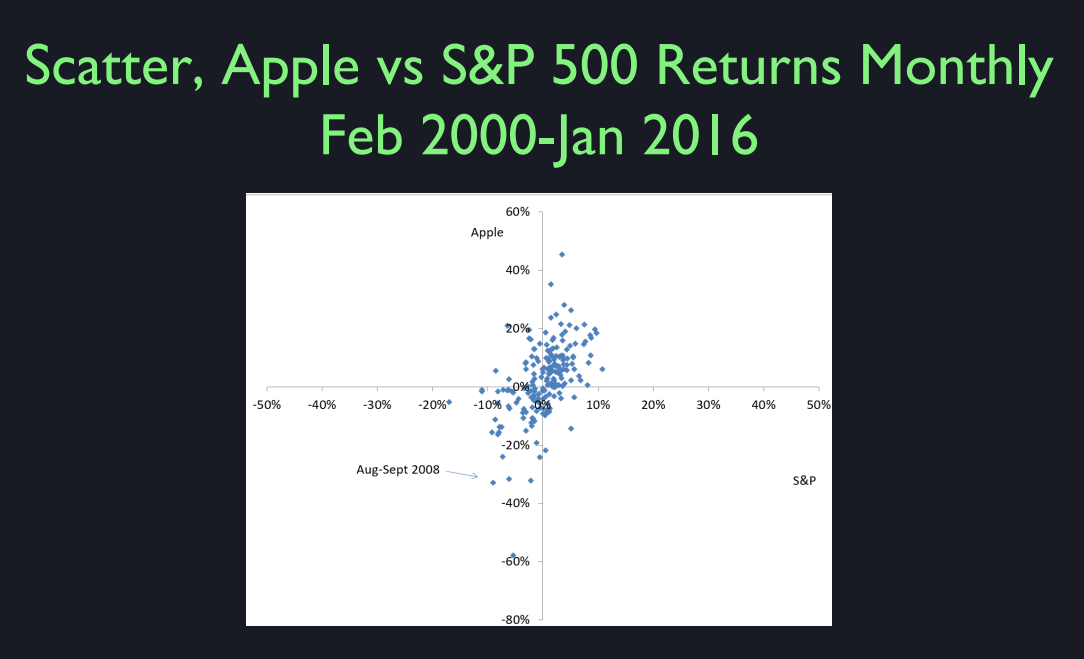 Scatter, Apple vs S&P 500 Returns Monthly
Feb 2000-Jan 2016
60%
Apple
40%
20%
0%
-50% -40% -30% -20% -10% 0% 10% 20% 30% 40% 50%
-20%
Aug-Sept 2008
S&P
-40%
-60%
-80%